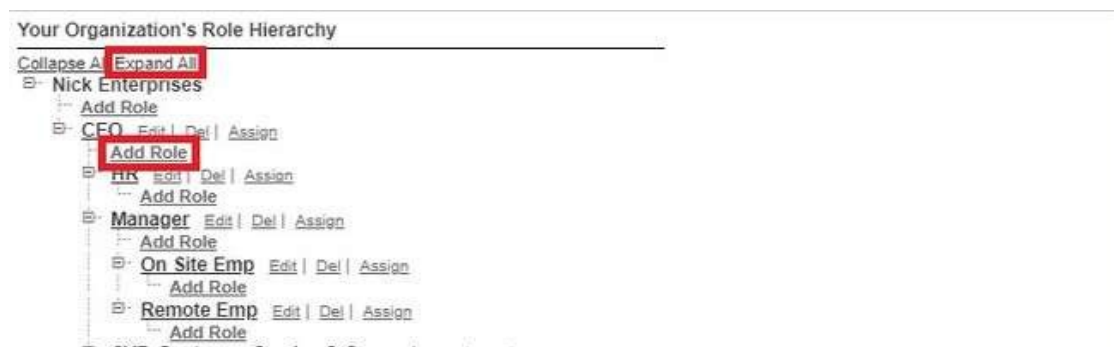 Your Organization's Role Hierarchy
Collapse Al Expand All
Nick Enterprises
Add Role
CEO Edit | Del | Assign
Add Role
HR Edit | Del | Assign
Add Role
Manager Edit | Del | Assign
Add Role
On Site Emp Edit | Del | Assign
Add Role
Remote Emp Edit | Del | Assign
Add Role